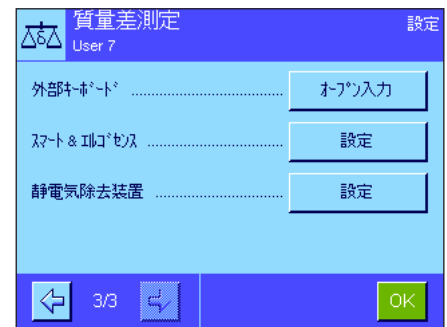 質量差測定
設定
User 7
外部ｷｰﾎﾞｰﾄﾞ ........................................ ｵｰﾌﾟﾝ入力
ｽﾏｰﾄ & ｴﾙｺﾞｾﾝｽ ................................... 設定
静電気除去装置 ................................. 設定
3/3
OK